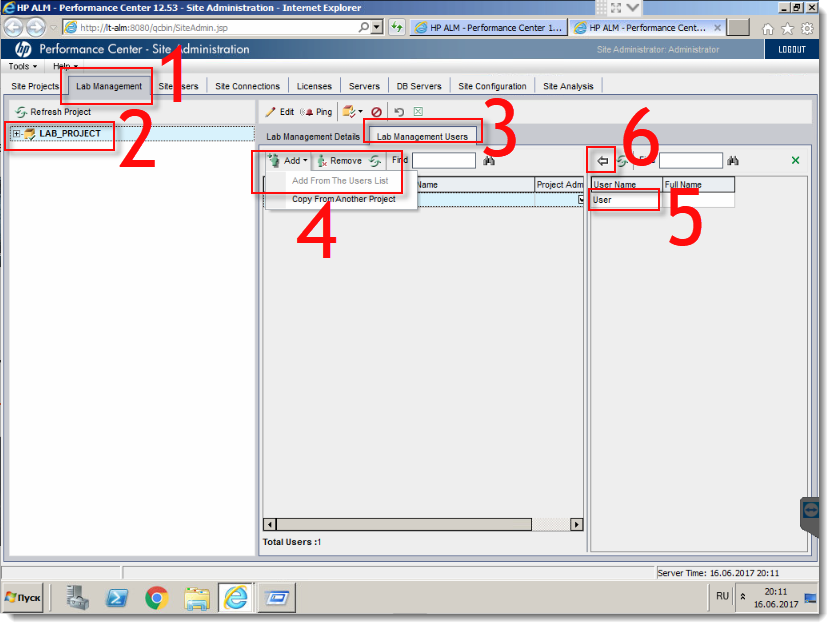 HP ALM - Performance Center 12.53 - Site Administration - Internet Explorer
http://lt-alm:8080/qcbin/SiteAdmin.jsp
HP ALM - Performance Center 1...
HP ALM - Performance Cent...
hp
Performance Center - Site Administration
Site Administrator: Administrator
LOGOUT
Tools
Help
1
Site Projects
Lab Management
Site Users
Site Connections
Licenses
Servers
DB Servers
Site Configuration
Site Analysis
Refresh Project
Edit
Ping
2
LAB_PROJECT
Lab Management Details
Lab Management Users
3
Add
Remove
Find
6
Add From The Users List
Copy From Another Project
4
Name
Project Adm
User Name
Full Name
User
5
Total Users :1
Server Time: 16.06.2017 20:11
Пуск
RU
20:11
16.06.2017